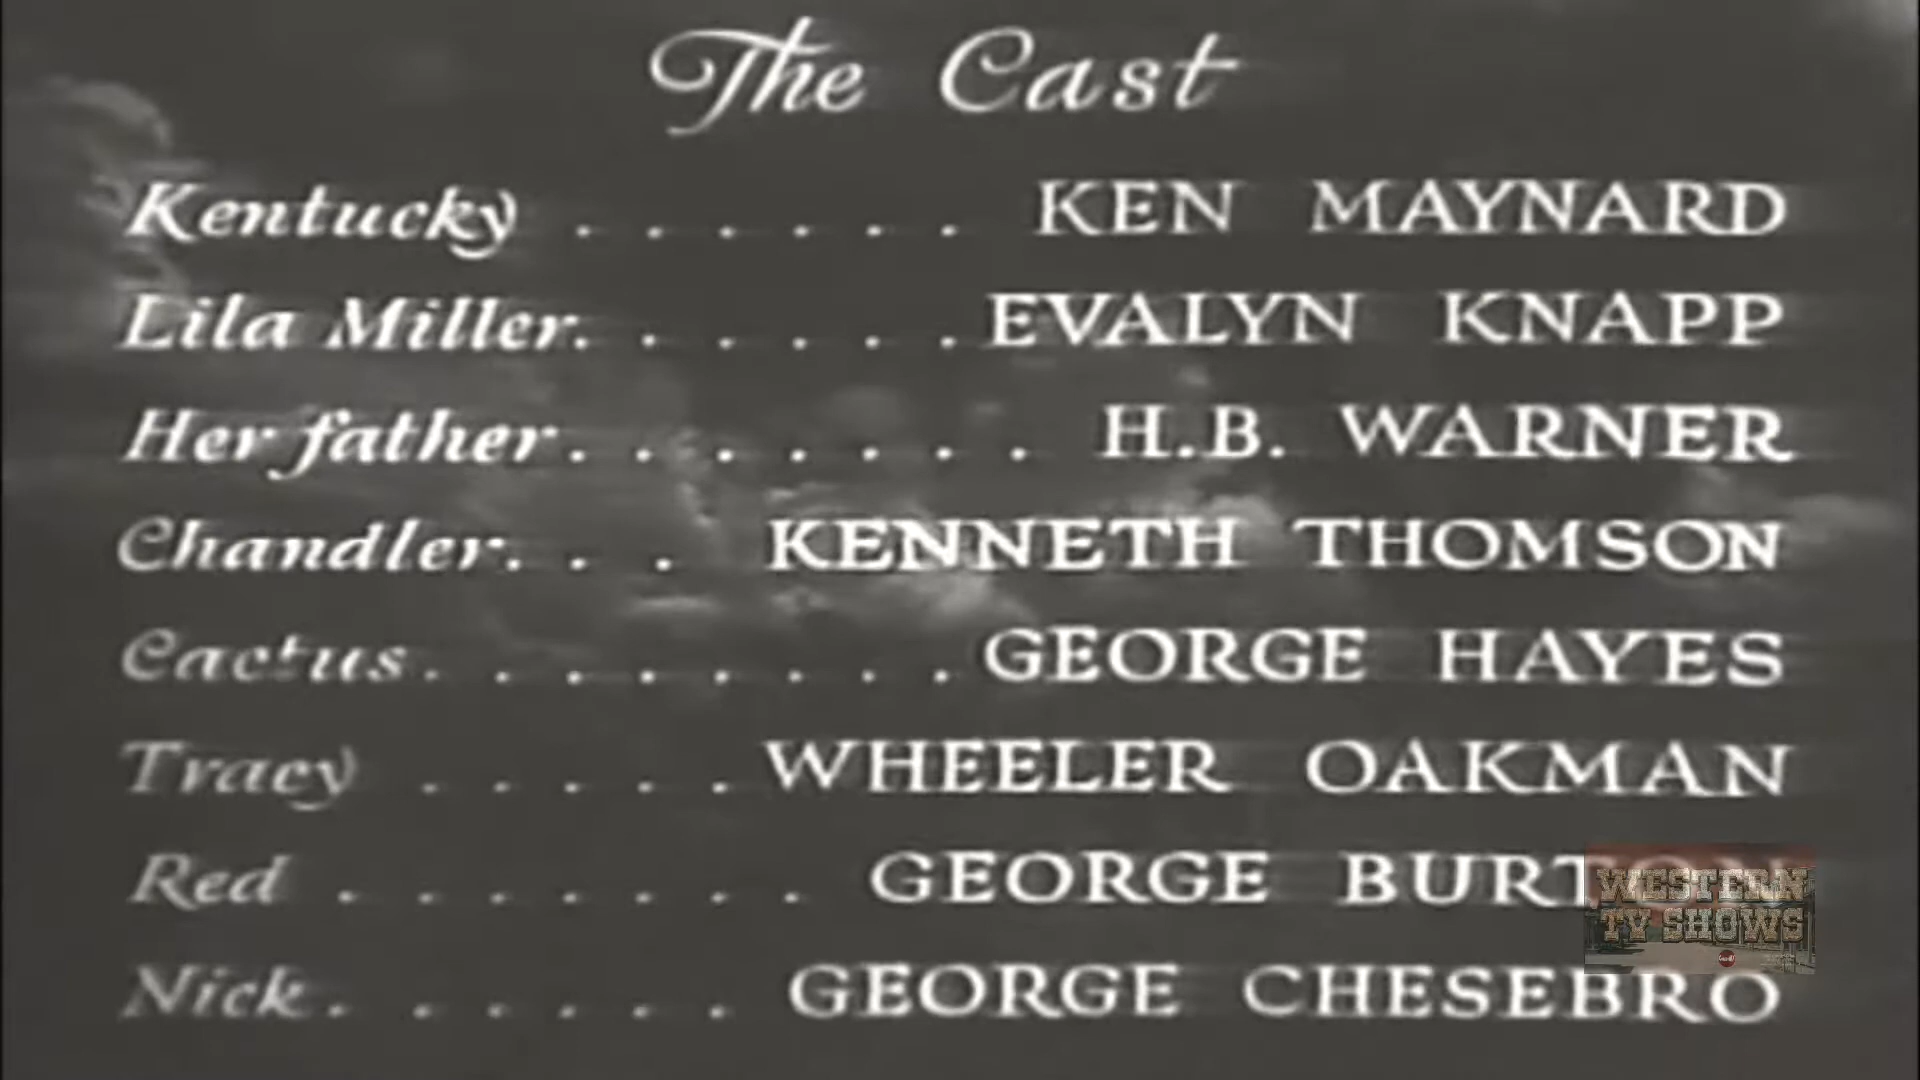 The Cast
Kentucky . . . . . . KEN MAYNARD
Lila Miller. . . . . . EVALYN KNAPP
Her father. . . . . . . H.B. WARNER
Chandler. . . KENNETH THOMSON
Cactus. . . . . . . . GEORGE HAYES
Tracy . . . . . WHEELER OAKMAN
Red . . . . . . . GEORGE BURTON
WESTERN
TV SHOWS
Nick. . . . . . GEORGE CHESEBRO